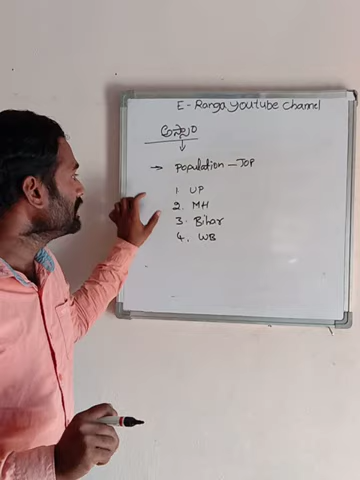 E - Ranga youtube Channel
→ Population - TOP
1 UP
2. MH
3. Bihar
4. WB